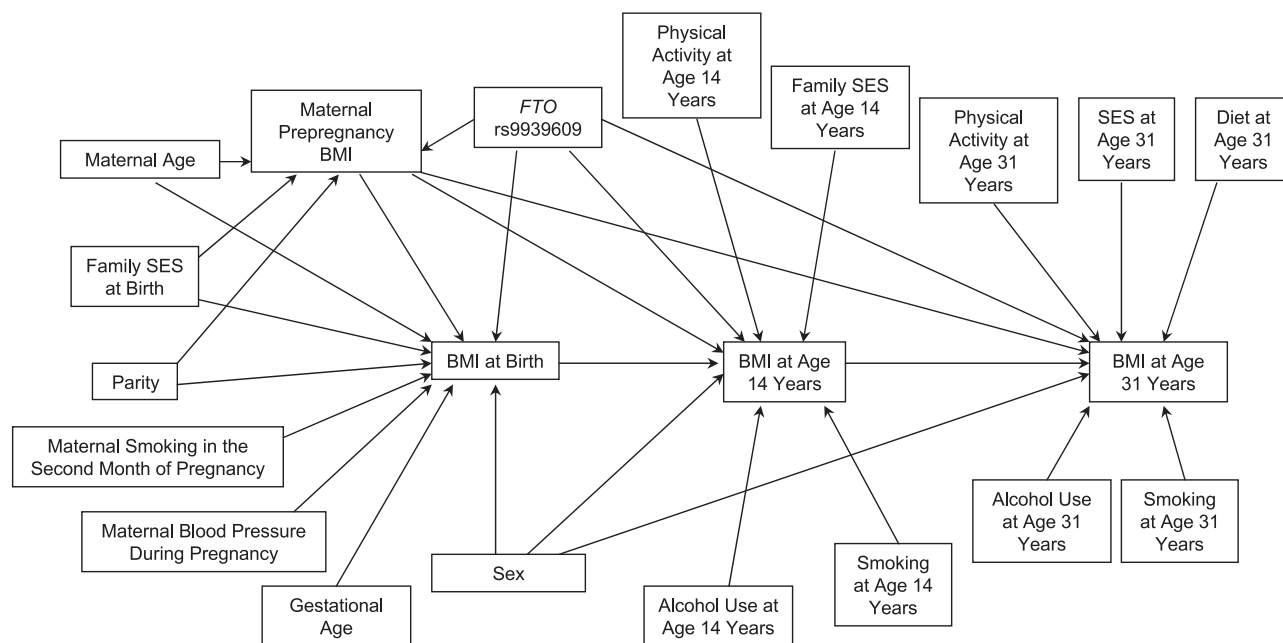 Physical
Activity at
Age 14
Years
Family SES
at Age 14
Years
Maternal
Prepregnancy
BMI
FTO
rs9939609
Physical
Activity at
Age 31
Years
SES at
Age 31
Years
Diet at
Age 31
Years
Maternal Age
Family SES
at Birth
Parity
BMI at Birth
BMI at Age
14 Years
BMI at Age
31 Years
Maternal Smoking in the
Second Month of Pregnancy
Maternal Blood Pressure
During Pregnancy
Gestational
Age
Sex
Alcohol Use at
Age 14 Years
Smoking
at Age 14
Years
Alcohol Use
at Age 31
Years
Smoking
at Age 31
Years